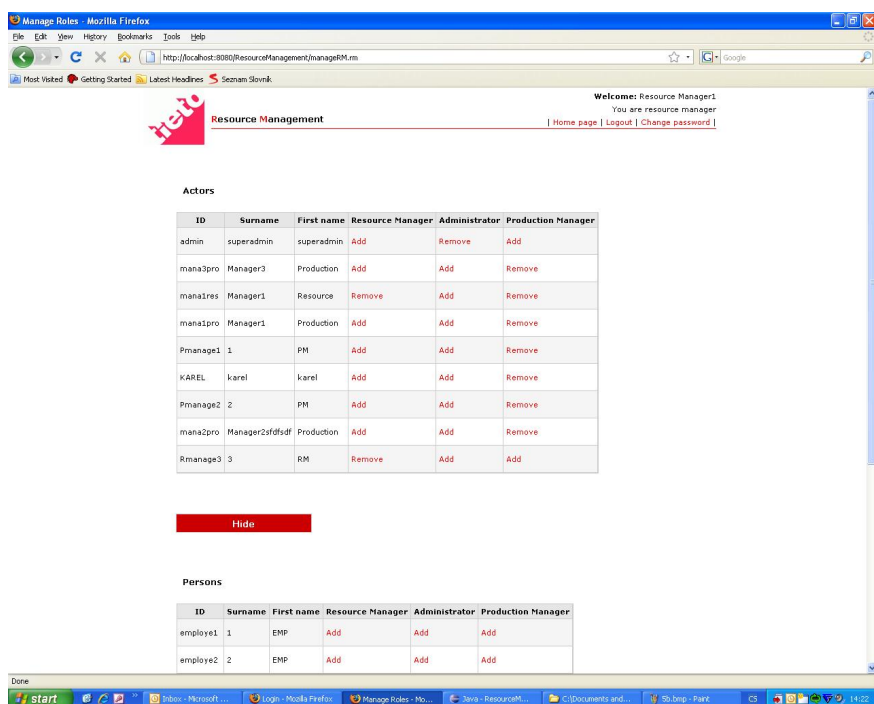 Manage Roles - Mozilla Firefox
File Edit View History Bookmarks Tools Help
http://localhost:8080/ResourceManagement/manageRM.rm
G Google
Most Visited Getting Started Latest Headlines Seznam Slovnik
Welcome: Resource Manager1
tieto
You are resource manager
Resource Management
| Home page | Logout | Change password |
Actors
ID Surname First name Resource Manager Administrator Production Manager
admin superadmin superadmin Add Remove Add
mana3pro Manager3 Production Add Add Remove
mana1res Manager1 Resource Remove Add Remove
mana1pro Manager1 Production Add Add Remove
Pmanage1 1 PM Add Add Remove
KAREL karel karel Add Add Remove
Pmanage2 2 PM Add Add Remove
mana2pro Manager2sfdfsdf Production Add Add Remove
Rmanage3 3 RM Remove Add Add
Hide
Persons
ID Surname First name Resource Manager Administrator Production Manager
employe1 1 EMP Add Add Add
employe2 2 EMP Add Add Add
Done
start Inbox - Microsoft ... Login - Mozilla Firefox Manage Roles - Mo... Java - ResourceM... C:\Documents and... 5b.bmp - Paint CS 14:22